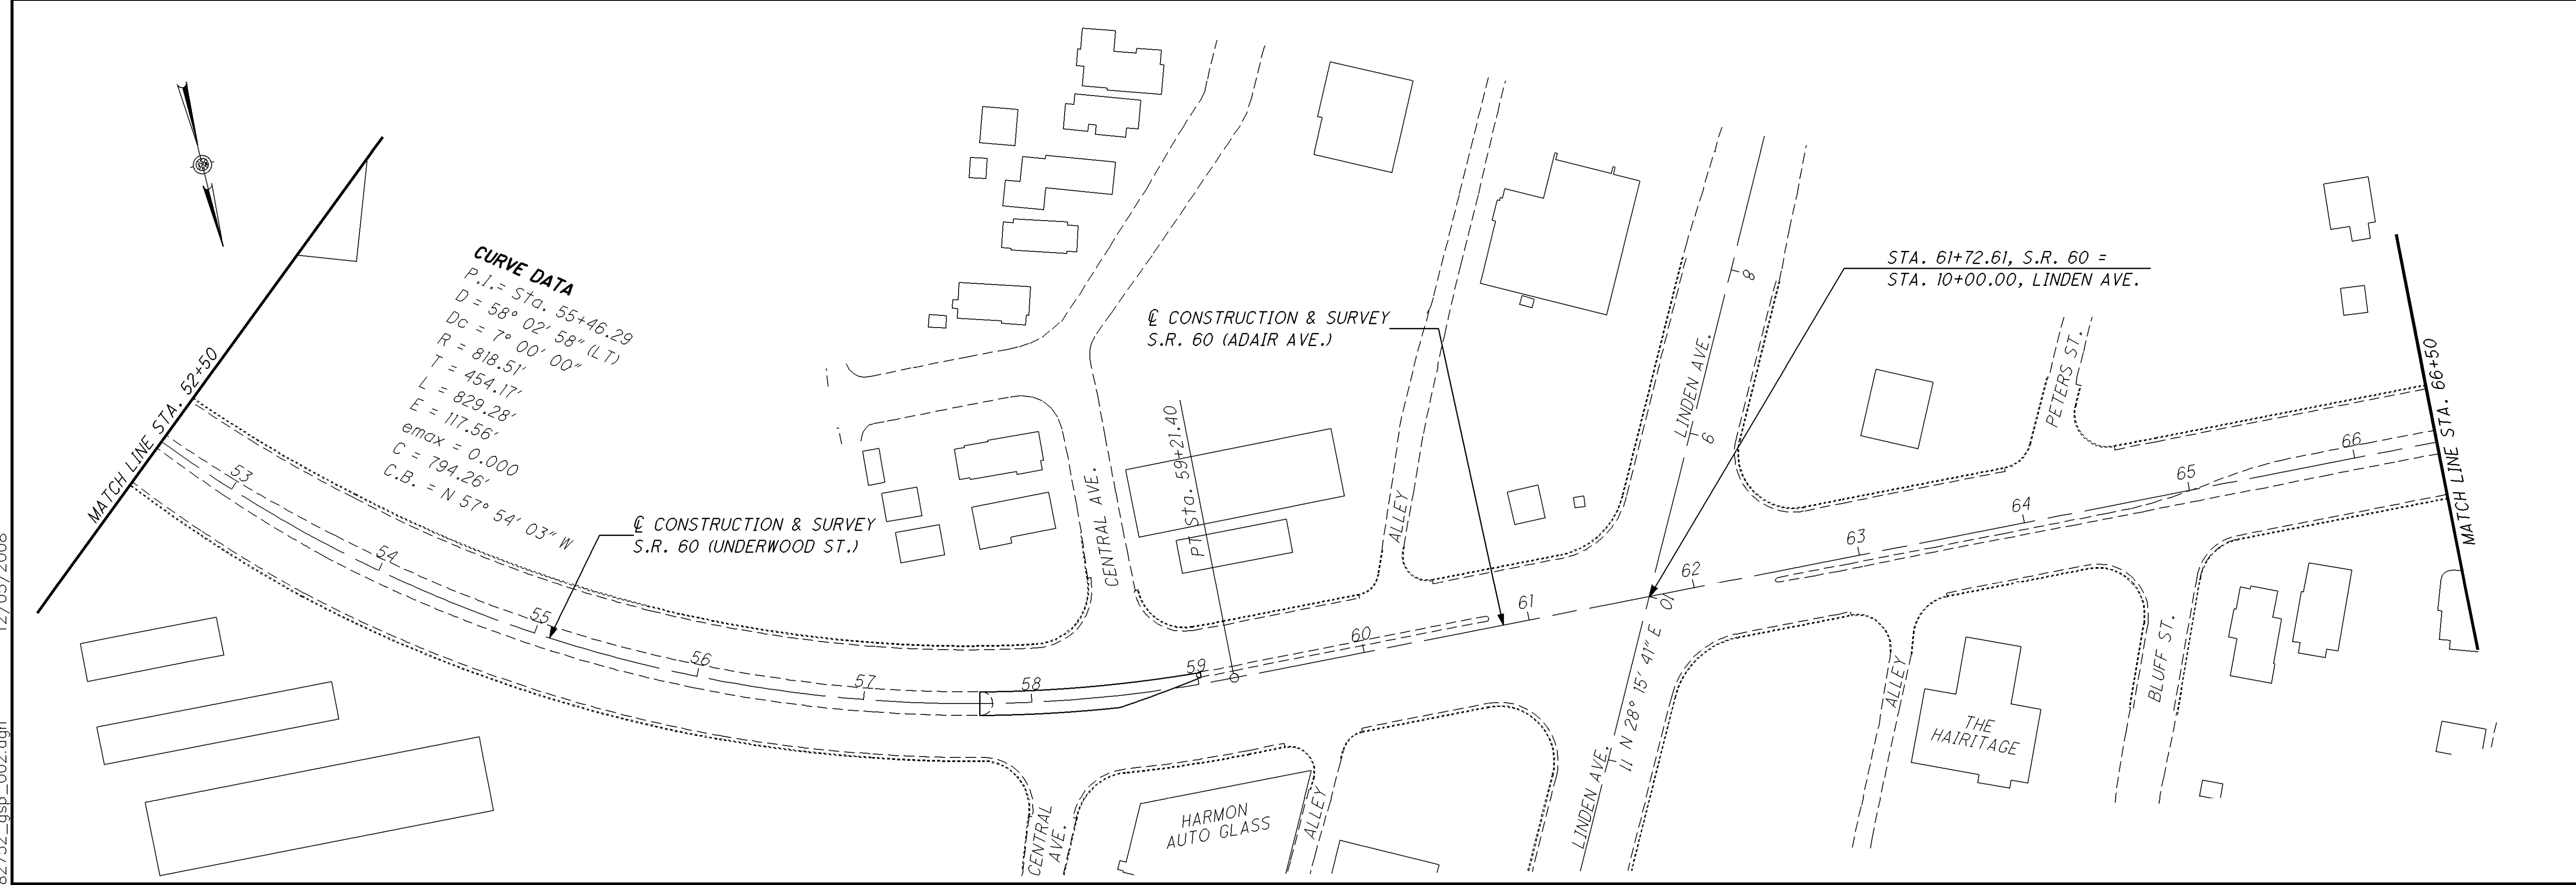 CURVE DATA
P.I.= Sta. 55+46.29
D = 58° 02' 58" (LT)
Dc = 7° 00' 00"
R = 818.51'
T = 454.17'
L = 829.28'
E = 117.56'
emax = 0.000
C = 794.26'
C.B. = N 57° 54' 03" W
MATCH LINE STA. 52+50
℄ CONSTRUCTION & SURVEY
S.R. 60 (UNDERWOOD ST.)
53
54
55
56
57
58
59
60
61
62
63
64
65
66
CENTRAL AVE.
PT Sta. 59+21.40
℄ CONSTRUCTION & SURVEY
S.R. 60 (ADAIR AVE.)
ALLEY
LINDEN AVE.
8
9
10
11
N 28° 15' 41" E
LINDEN AVE.
STA. 61+72.61, S.R. 60 =
STA. 10+00.00, LINDEN AVE.
PETERS ST.
MATCH LINE STA. 66+50
CENTRAL
AVE.
HARMON
AUTO GLASS
ALLEY
ALLEY
THE
HAIRITAGE
BLUFF ST.